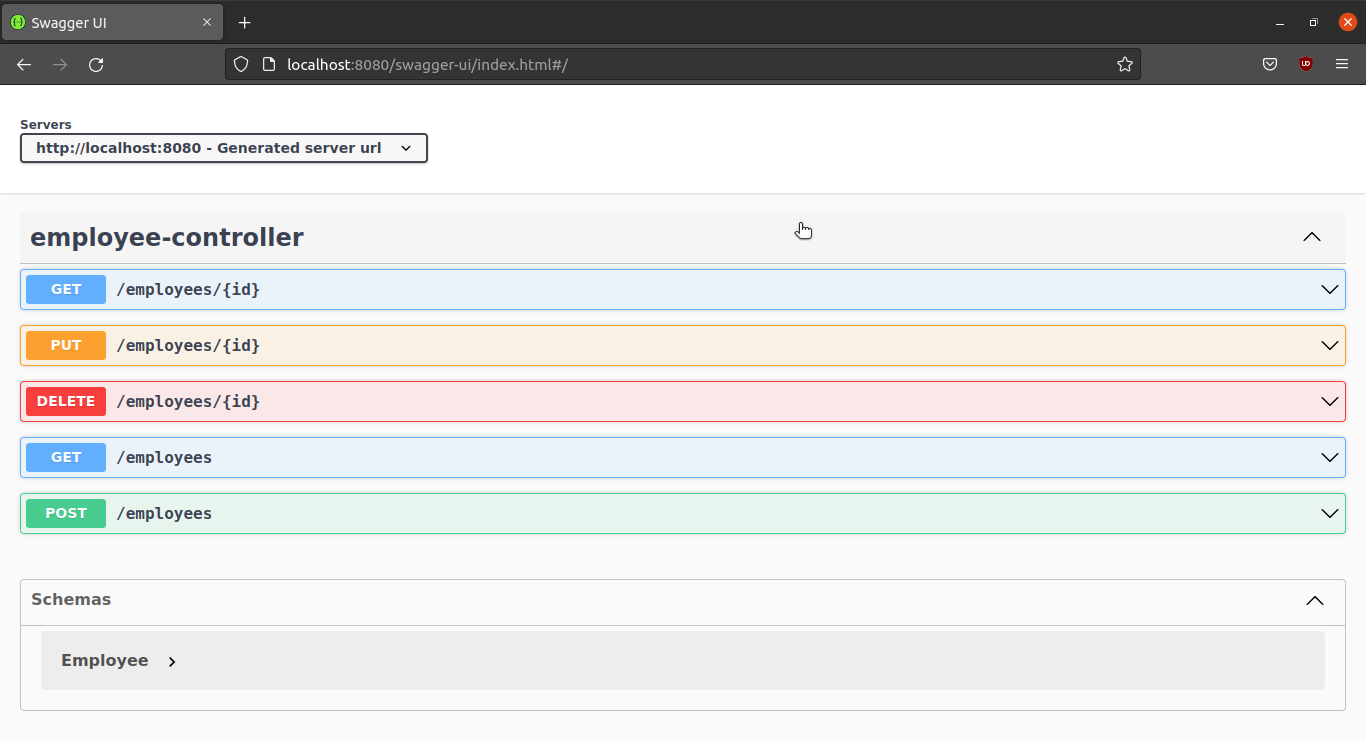 Swagger UI
localhost:8080/swagger-ui/index.html#/
Servers
http://localhost:8080 - Generated server url
employee-controller
GET /employees/{id}
PUT /employees/{id}
DELETE /employees/{id}
GET /employees
POST /employees
Schemas
Employee